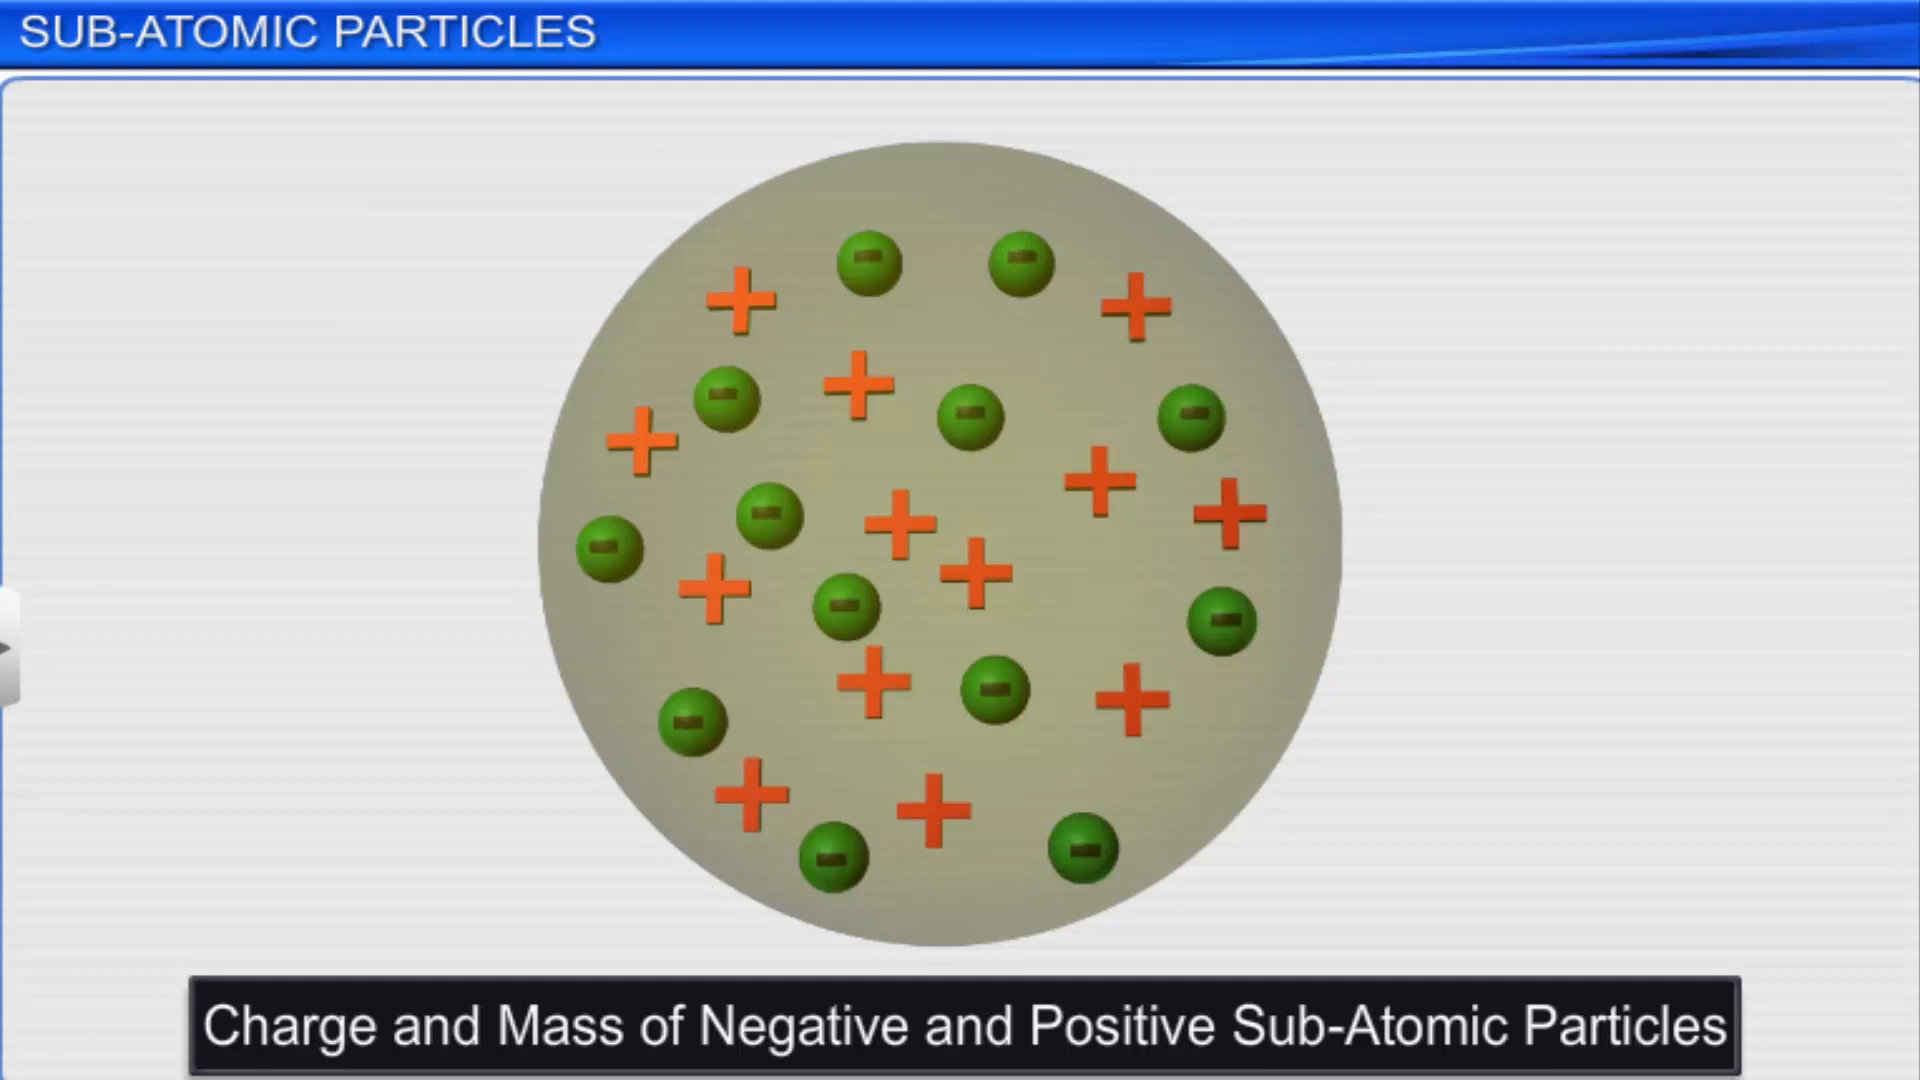 SUB-ATOMIC PARTICLES
Charge and Mass of Negative and Positive Sub-Atomic Particles